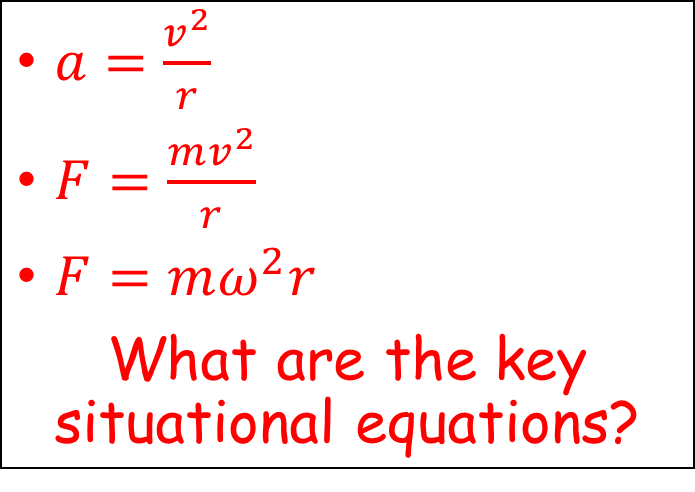 • a = v²/r
• F = mv²/r
• F = mω²r
What are the key
situational equations?